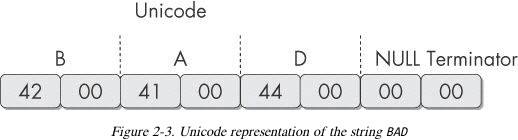 Unicode
B A D NULL Terminator
42 00 41 00 44 00 00 00
Figure 2-3. Unicode representation of the string BAD